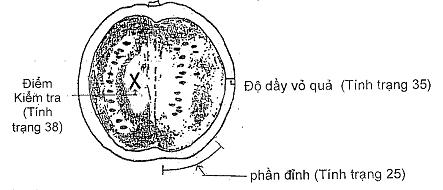 Điểm
Kiểm tra
(Tính
trạng 38)
X
Độ dầy vỏ quả (Tính trạng 35)
phần đỉnh (Tính trạng 25)